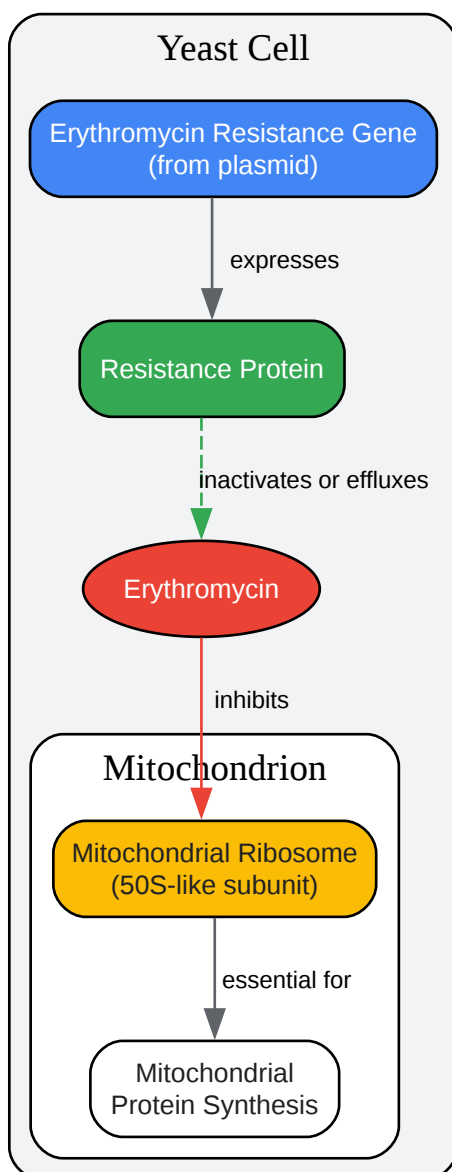 Yeast Cell
Erythromycin Resistance Gene
(from plasmid)
expresses
Resistance Protein
inactivates or effluxes
Erythromycin
inhibits
Mitochondrion
Mitochondrial Ribosome
(50S-like subunit)
essential for
Mitochondrial
Protein Synthesis